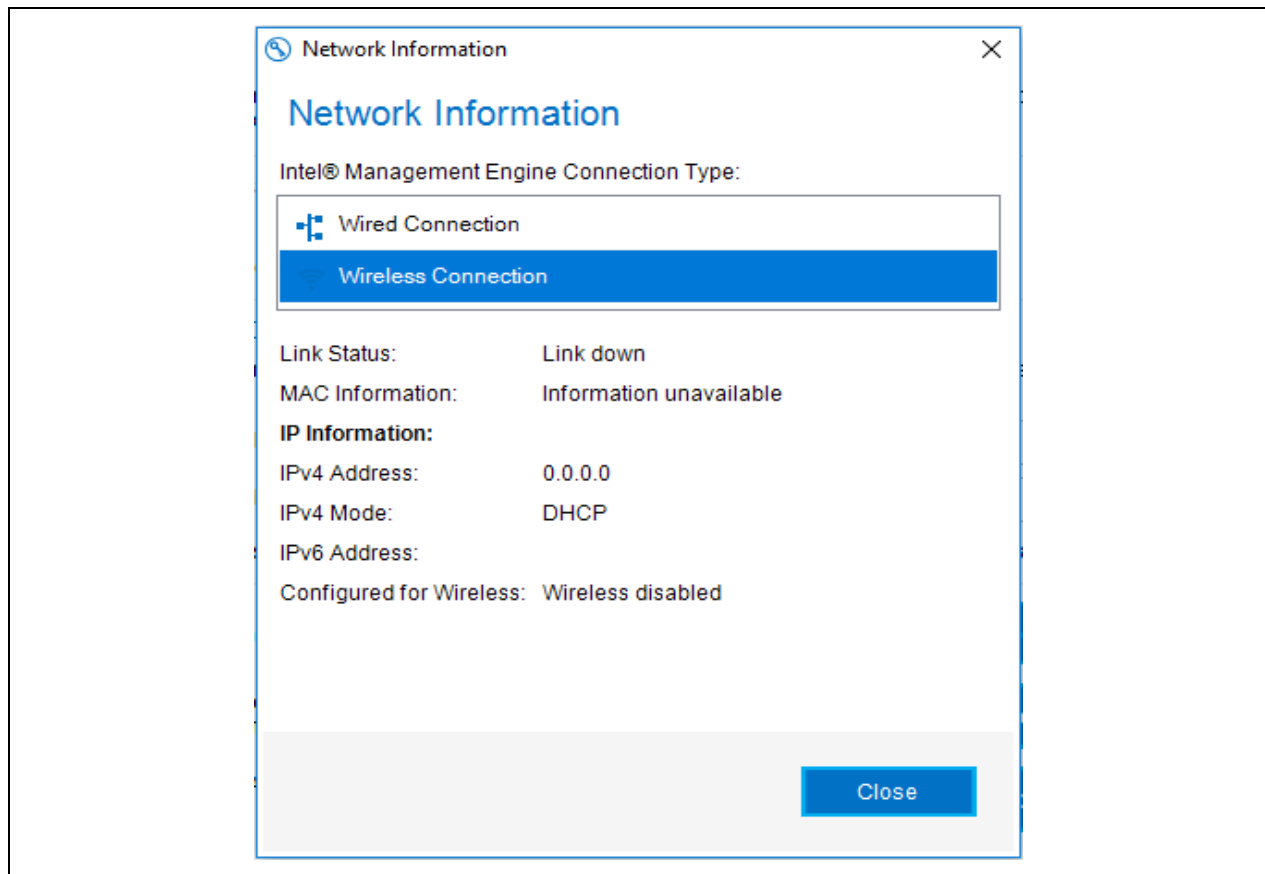 Network Information
Network Information
Intel® Management Engine Connection Type:
Wired Connection
Wireless Connection
Link Status: Link down
MAC Information: Information unavailable
IP Information:
IPv4 Address: 0.0.0.0
IPv4 Mode: DHCP
IPv6 Address:
Configured for Wireless: Wireless disabled
Close